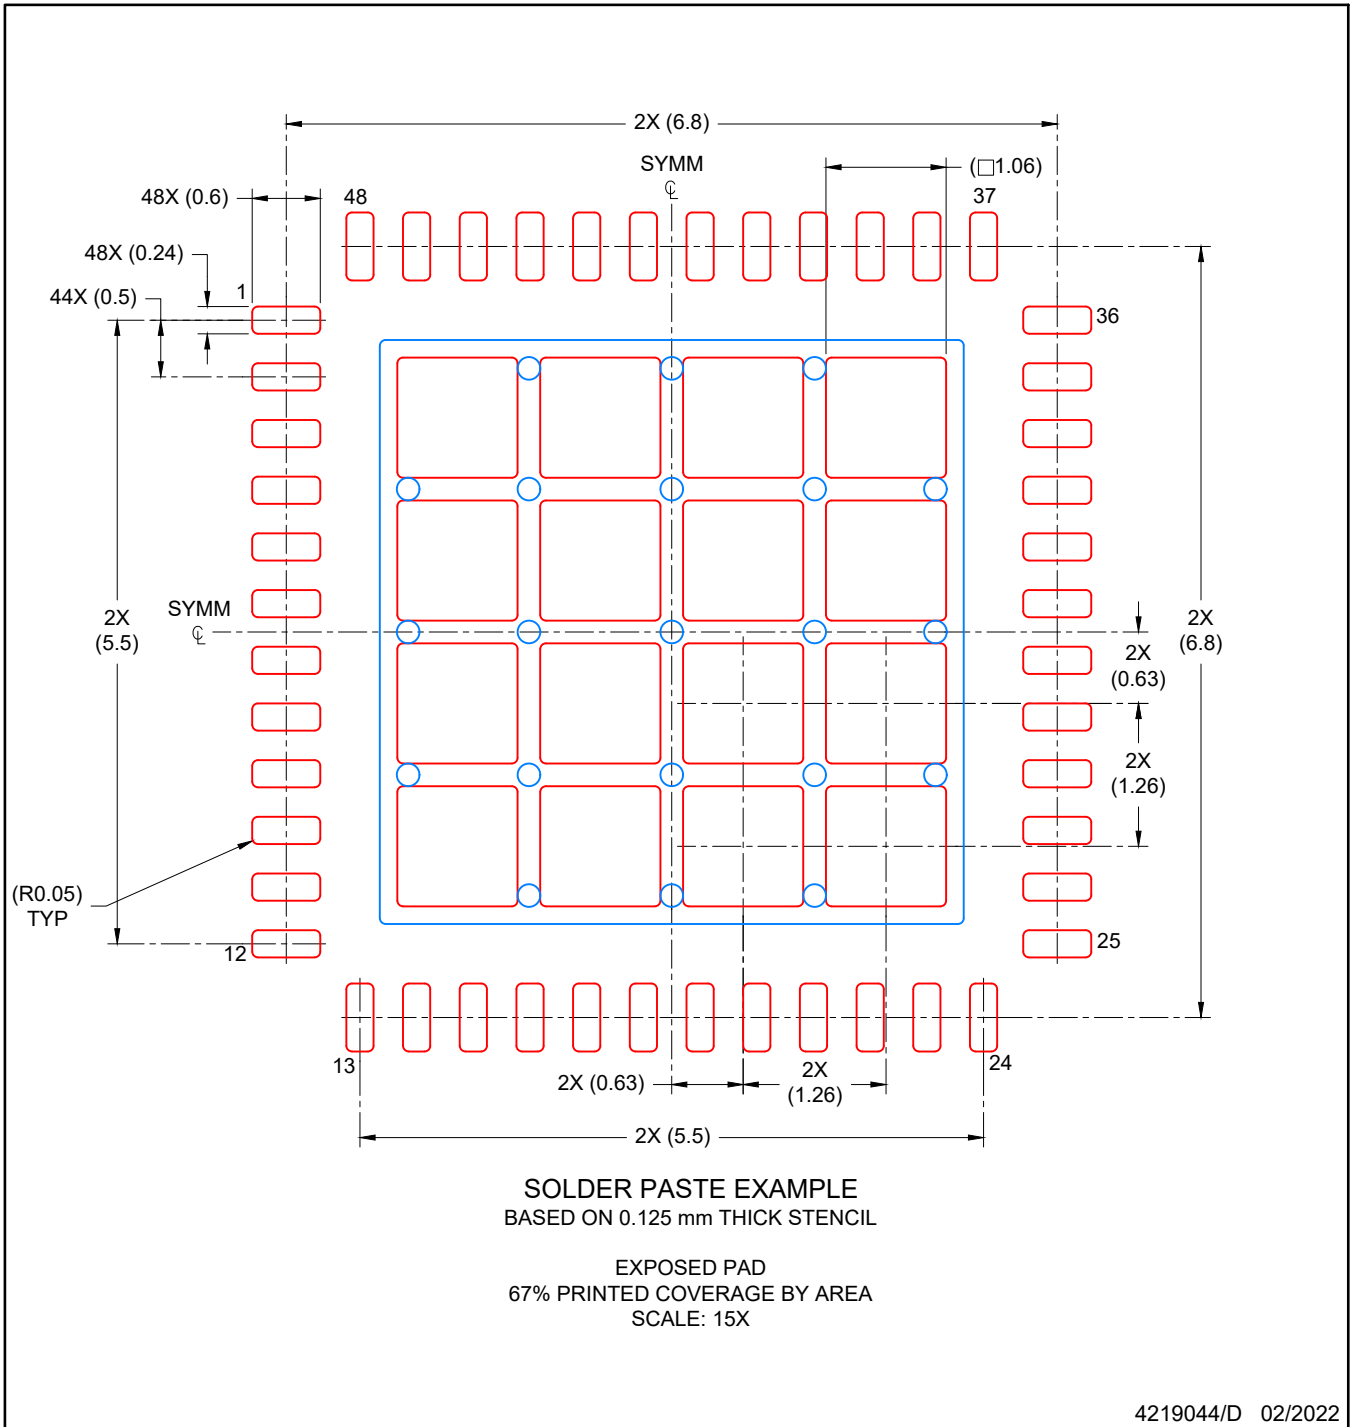 2X (6.8)
SYMM
℄
(□1.06)
48X (0.6)
48
37
48X (0.24)
44X (0.5)
1
36
2X
(5.5)
SYMM
℄
2X
(6.8)
2X
(0.63)
2X
(1.26)
(R0.05)
TYP
12
25
13
24
2X (0.63)
2X
(1.26)
2X (5.5)
SOLDER PASTE EXAMPLE
BASED ON 0.125 mm THICK STENCIL
EXPOSED PAD
67% PRINTED COVERAGE BY AREA
SCALE: 15X
4219044/D 02/2022